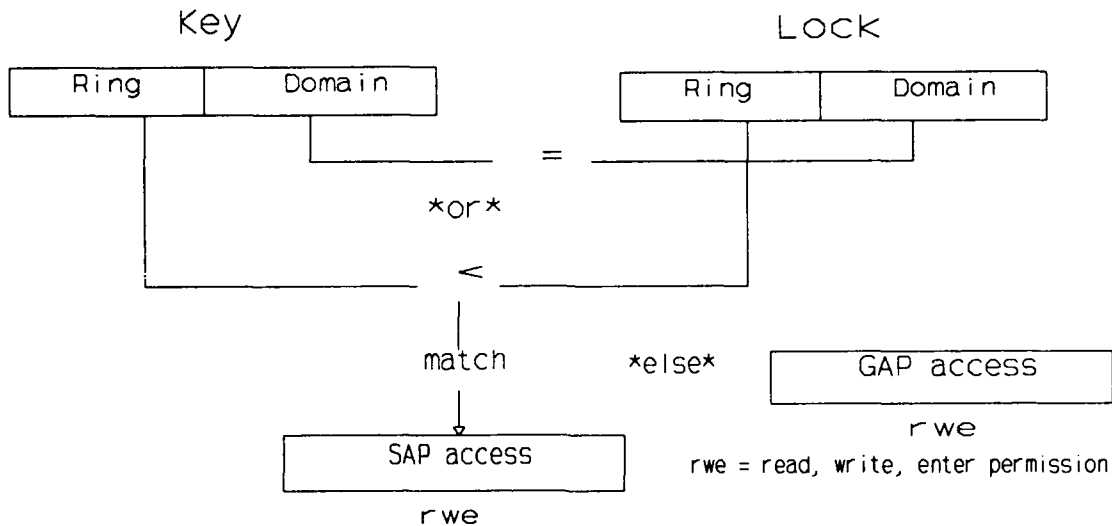 Key
Lock
Ring Domain
Ring Domain
=
*or*
<
match
*else*
GAP access
rwe
SAP access
rwe = read, write, enter permission
rwe